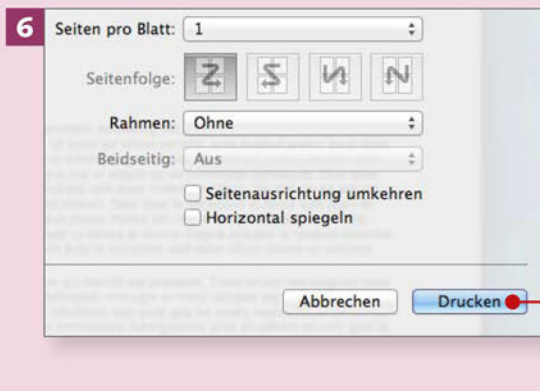 6
Seiten pro Blatt: 1
Seitenfolge:
Rahmen: Ohne
Beidseitig: Aus
Seitenausrichtung umkehren
Horizontal spiegeln
Abbrechen Drucken